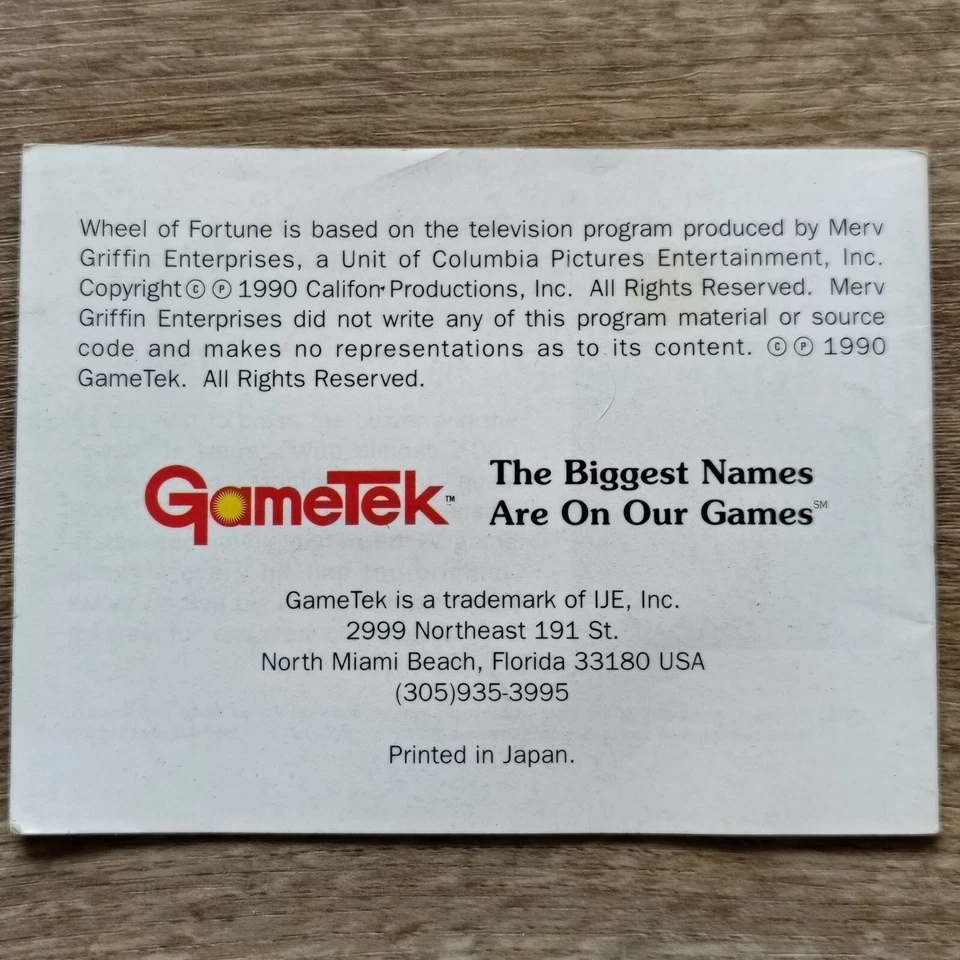 Wheel of Fortune is based on the television program produced by Merv
Griffin Enterprises, a Unit of Columbia Pictures Entertainment, Inc.
Copyright Ⓒ Ⓟ 1990 Califon Productions, Inc. All Rights Reserved. Merv
Griffin Enterprises did not write any of this program material or source
code and makes no representations as to its content. Ⓒ Ⓟ 1990
GameTek. All Rights Reserved.
GameTek™
The Biggest Names
Are On Our Games℠
GameTek is a trademark of IJE, Inc.
2999 Northeast 191 St.
North Miami Beach, Florida 33180 USA
(305)935-3995
Printed in Japan.